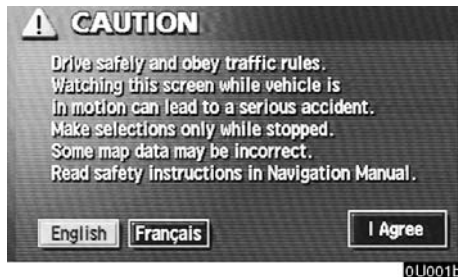 CAUTION
Drive safely and obey traffic rules.
Watching this screen while vehicle is
in motion can lead to a serious accident.
Make selections only while stopped.
Some map data may be incorrect.
Read safety instructions in Navigation Manual.
English Français I Agree
0U001b